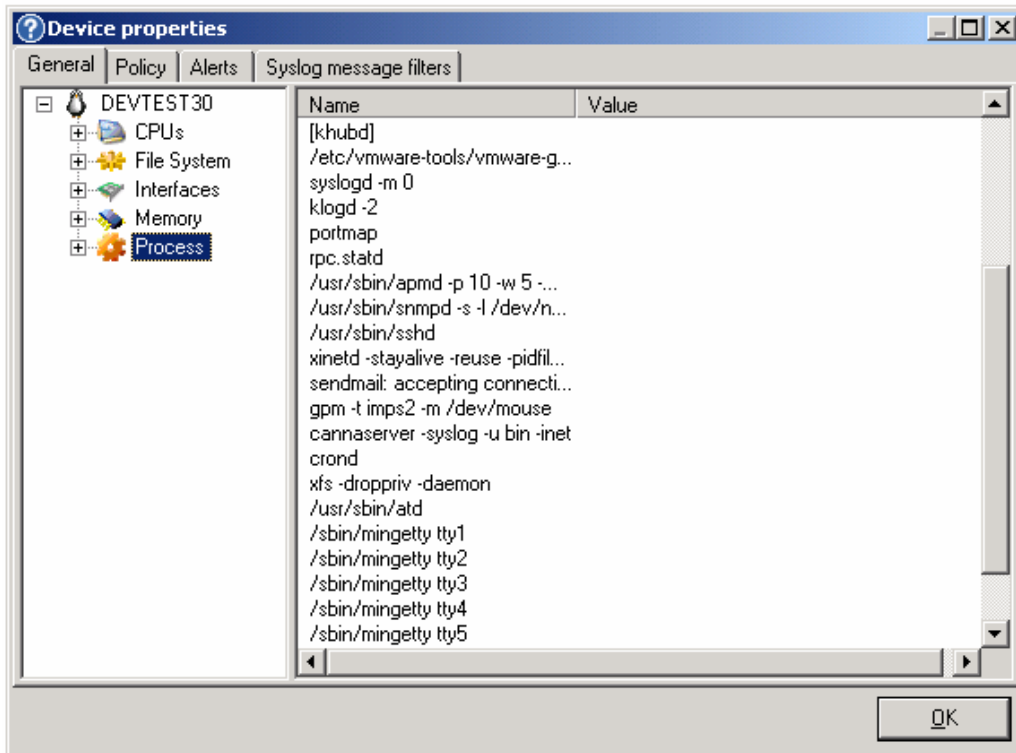 Device properties
General Policy Alerts Syslog message filters
DEVTEST30
CPUs
File System
Interfaces
Memory
Process
Name Value
[khubd]
/etc/vmware-tools/vmware-g...
syslogd -m 0
klogd -2
portmap
rpc.statd
/usr/sbin/apmd -p 10 -w 5 -...
/usr/sbin/snmpd -s -l /dev/n...
/usr/sbin/sshd
xinetd -stayalive -reuse -pidfil...
sendmail: accepting connecti...
gpm -t imps2 -m /dev/mouse
cannaserver -syslog -u bin -inet
crond
xfs -droppriv -daemon
/usr/sbin/atd
/sbin/mingetty tty1
/sbin/mingetty tty2
/sbin/mingetty tty3
/sbin/mingetty tty4
/sbin/mingetty tty5
OK